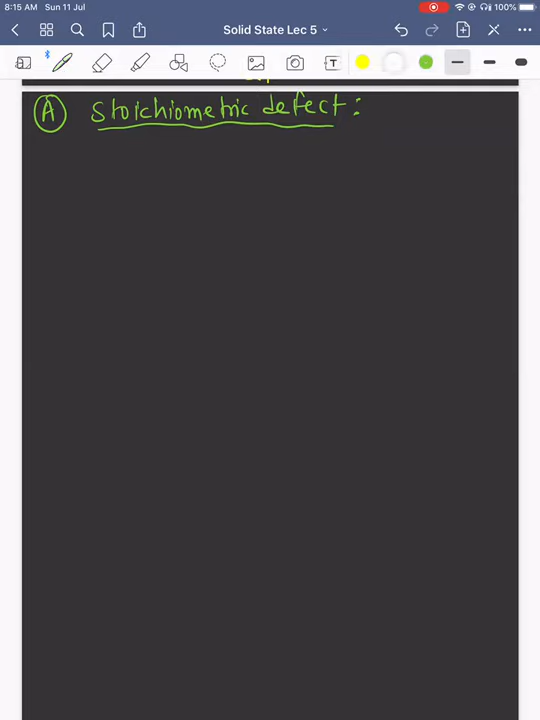 8:15 AM Sun 11 Jul 100%
Solid State Lec 5
T
A Stoichiometric defect :